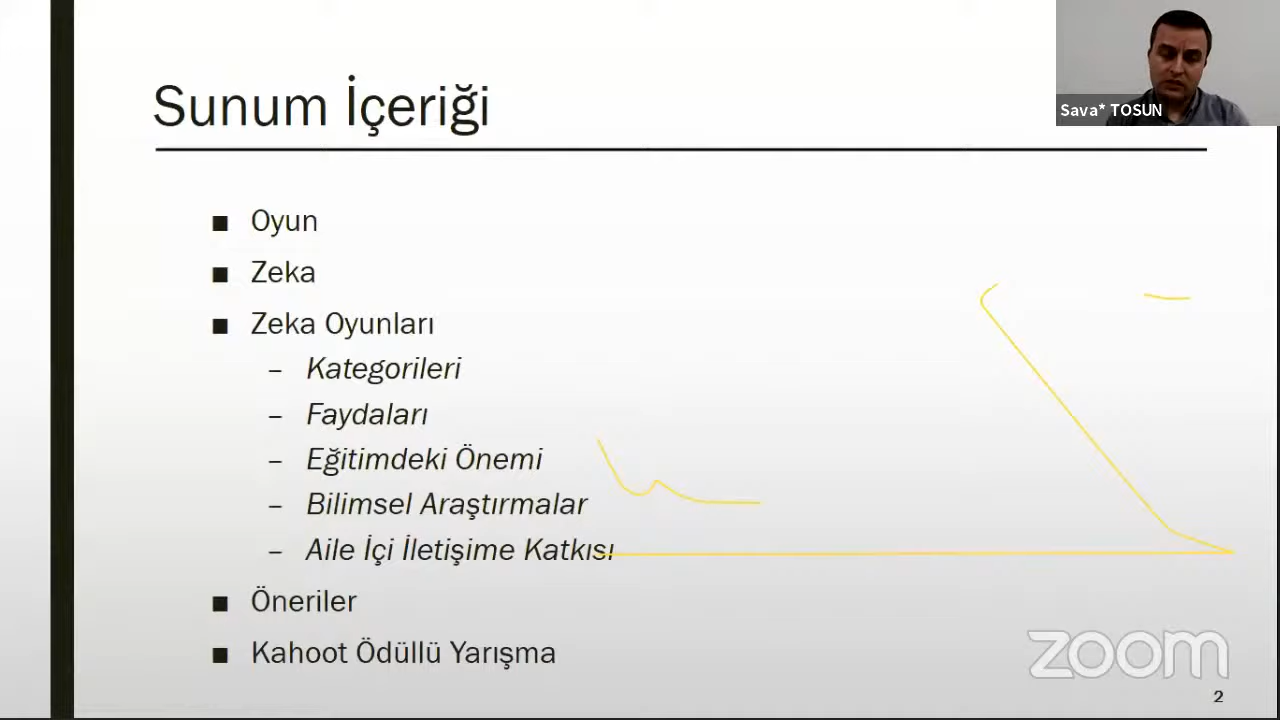 Sunum İçeriği
Sava* TOSUN
■ Oyun
■ Zeka
■ Zeka Oyunları
– Kategorileri
– Faydaları
– Eğitimdeki Önemi
– Bilimsel Araştırmalar
– Aile İçi İletişime Katkısı
■ Öneriler
■ Kahoot Ödüllü Yarışma
zoom
2